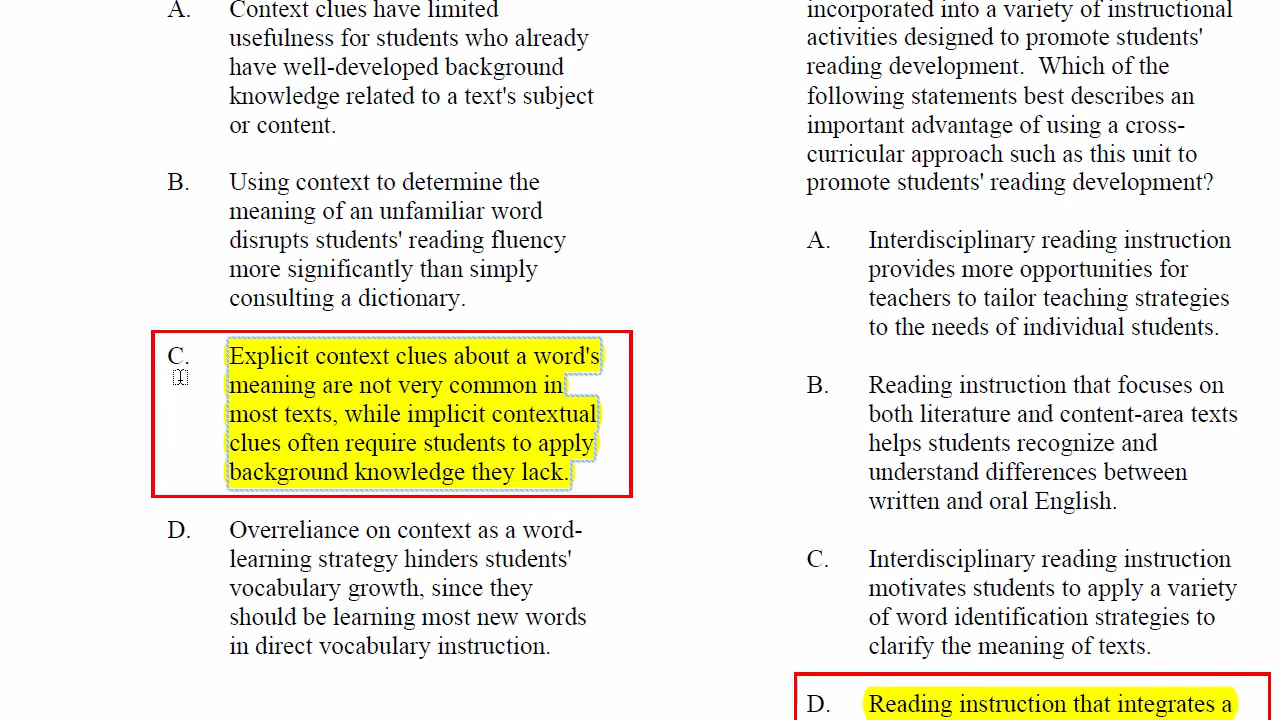 A. Context clues have limited
usefulness for students who already
have well-developed background
knowledge related to a text's subject
or content.
B. Using context to determine the
meaning of an unfamiliar word
disrupts students' reading fluency
more significantly than simply
consulting a dictionary.
C. Explicit context clues about a word's
meaning are not very common in
most texts, while implicit contextual
clues often require students to apply
background knowledge they lack.
D. Overreliance on context as a word-
learning strategy hinders students'
vocabulary growth, since they
should be learning most new words
in direct vocabulary instruction.
incorporated into a variety of instructional
activities designed to promote students'
reading development. Which of the
following statements best describes an
important advantage of using a cross-
curricular approach such as this unit to
promote students' reading development?
A. Interdisciplinary reading instruction
provides more opportunities for
teachers to tailor teaching strategies
to the needs of individual students.
B. Reading instruction that focuses on
both literature and content-area texts
helps students recognize and
understand differences between
written and oral English.
C. Interdisciplinary reading instruction
motivates students to apply a variety
of word identification strategies to
clarify the meaning of texts.
D. Reading instruction that integrates a